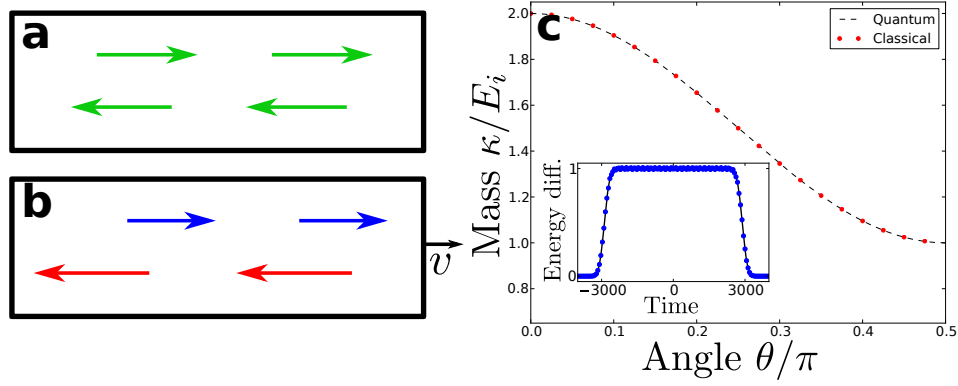 a
b
v
c
Quantum
Classical
Mass κ/E_i
2.0
1.8
1.6
1.4
1.2
1.0
0.8
0.0
0.1
0.2
0.3
0.4
0.5
Angle θ/π
Energy diff.
1
0
−3000
0
3000
Time